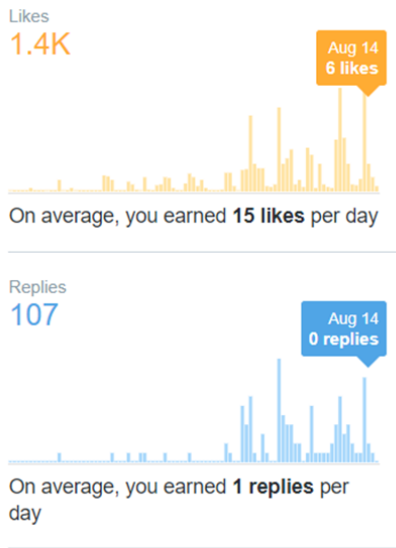 Likes
1.4K
Aug 14
6 likes
On average, you earned 15 likes per day
Replies
107
Aug 14
0 replies
On average, you earned 1 replies per
day